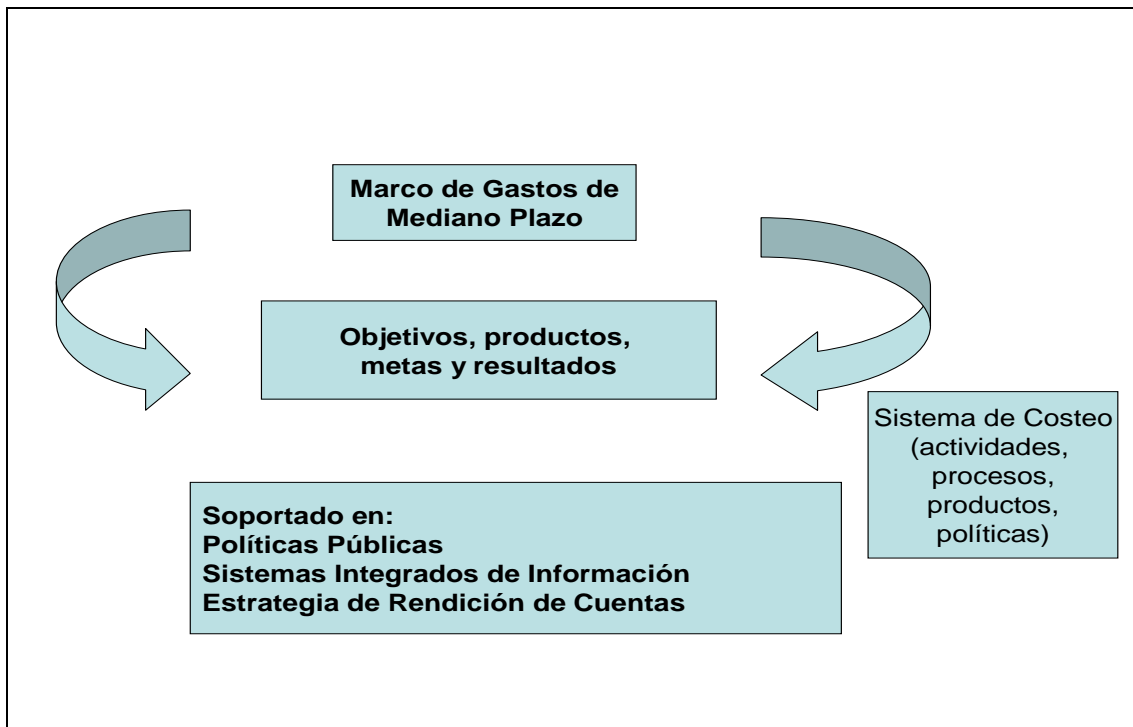 Marco de Gastos de
Mediano Plazo
Objetivos, productos,
metas y resultados
Sistema de Costeo
(actividades,
procesos,
productos,
políticas)
Soportado en:
Políticas Públicas
Sistemas Integrados de Información
Estrategia de Rendición de Cuentas